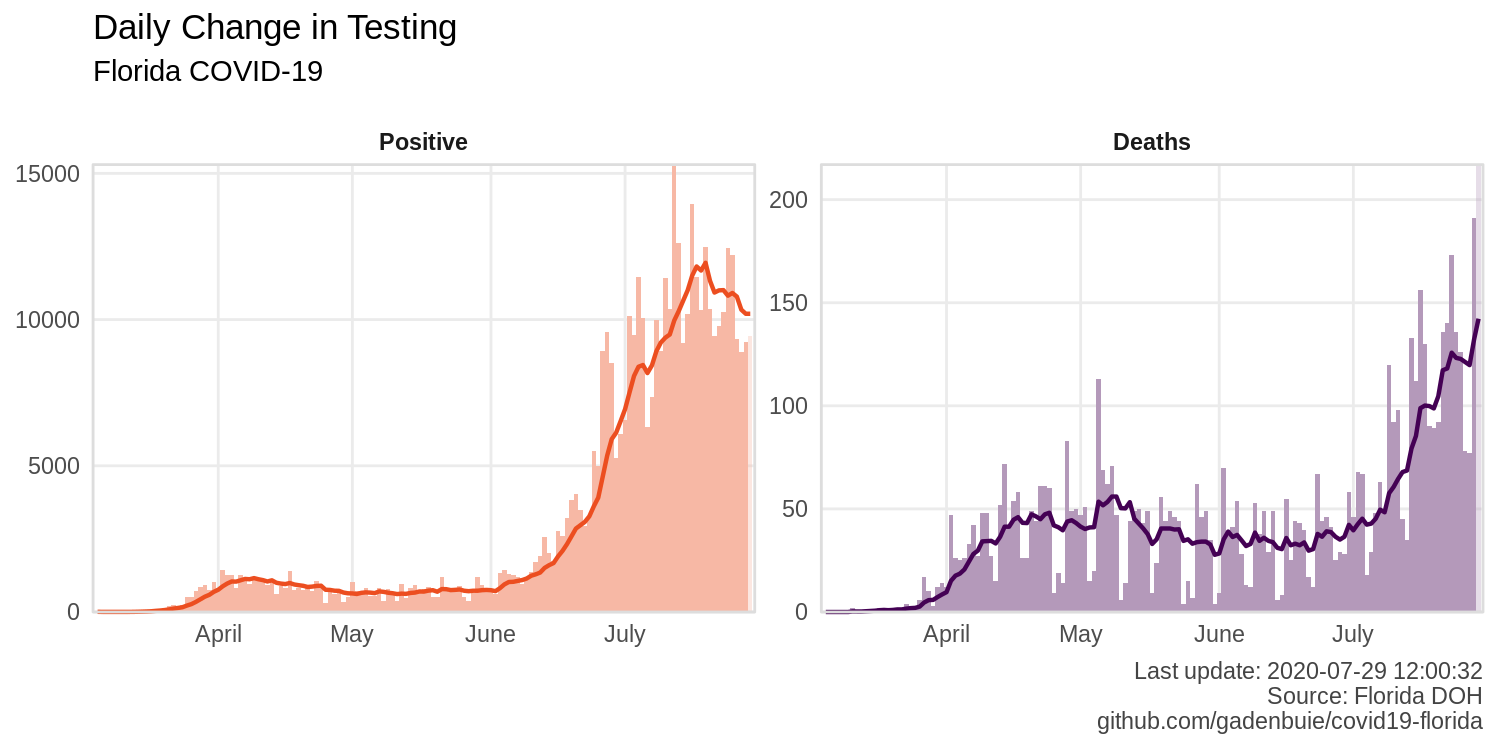 Daily Change in Testing
Florida COVID-19
Positive
15000
10000
5000
0
April May June July
Deaths
200
150
100
50
0
April May June July
Last update: 2020-07-29 12:00:32
Source: Florida DOH
github.com/gadenbuie/covid19-florida